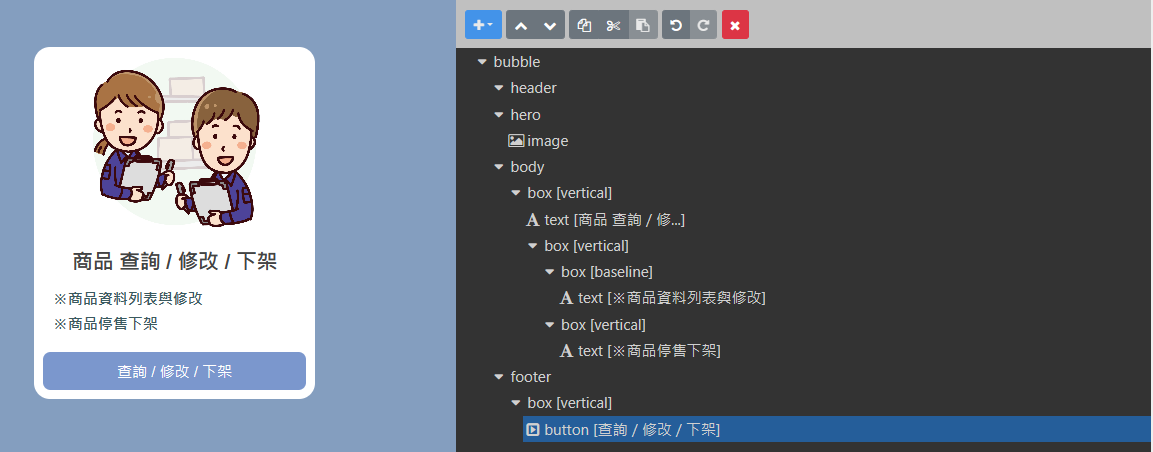 商品 查詢 / 修改 / 下架
※商品資料列表與修改
※商品停售下架
查詢 / 修改 / 下架
bubble
header
hero
image
body
box [vertical]
text [商品 查詢 / 修...]
box [vertical]
box [baseline]
text [※商品資料列表與修改]
box [vertical]
text [※商品停售下架]
footer
box [vertical]
button [查詢 / 修改 / 下架]